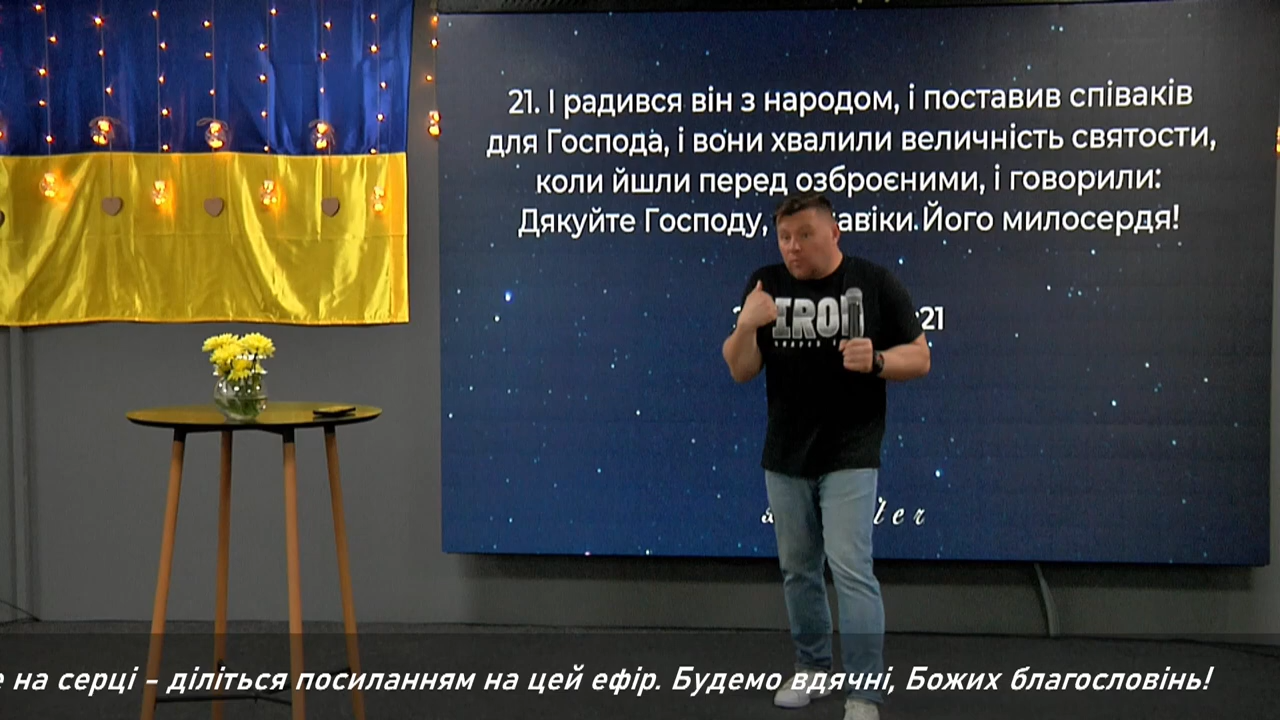 21. І радився він з народом, і поставив співаків
для Господа, і вони хвалили величність святости,
коли йшли перед озброєними, і говорили:
Дякуйте Господу, Його милосердя!
21
IRON
на серці – діліться посиланням на цей ефір. Будемо вдячні, Божих благословінь!